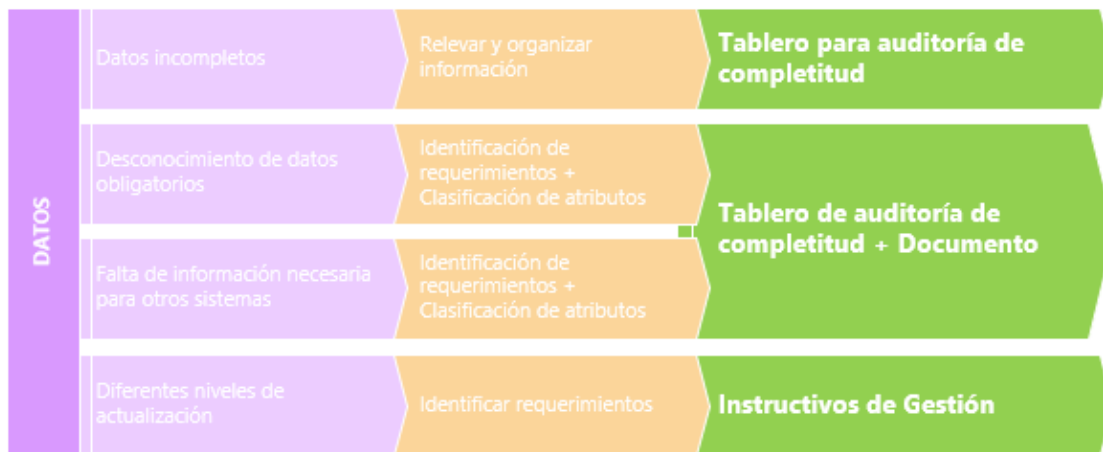 DATOS
Datos incompletos
Relevar y organizar
información
Tablero para auditoría de
completitud
Desconocimiento de datos
obligatorios
Identificación de
requerimientos +
Clasificación de atributos
Falta de información necesaria
para otros sistemas
Identificación de
requerimientos +
Clasificación de atributos
Tablero de auditoría de
completitud + Documento
Diferentes niveles de
actualización
Identificar requerimientos
Instructivos de Gestión